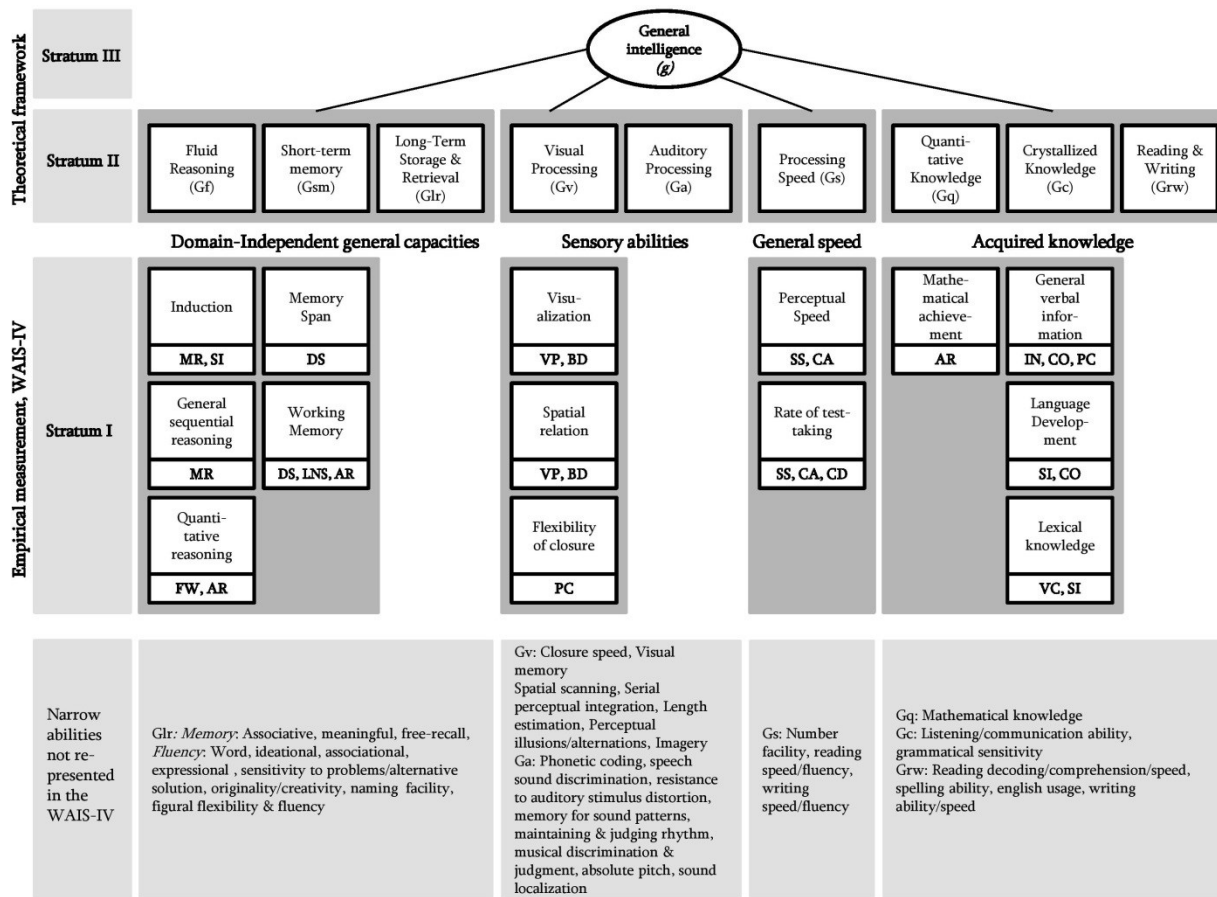 Theoretical framework
Stratum III
General
intelligence
(g)
Stratum II
Fluid
Reasoning
(Gf)
Short-term
memory
(Gsm)
Long-Term
Storage &
Retrieval
(Glr)
Visual
Processing
(Gv)
Auditory
Processing
(Ga)
Processing
Speed (Gs)
Quanti-
tative
Knowledge
(Gq)
Crystallized
Knowledge
(Gc)
Reading &
Writing
(Grw)
Domain-Independent general capacities
Sensory abilities
General speed
Acquired knowledge
Empirical measurement, WAIS-IV
Stratum I
Induction
MR, SI
General
sequential
reasoning
MR
Quanti-
tative
reasoning
FW, AR
Memory
Span
DS
Working
Memory
DS, LNS, AR
Visu-
alization
VP, BD
Spatial
relation
VP, BD
Flexibility
of closure
PC
Perceptual
Speed
SS, CA
Rate of test-
taking
SS, CA, CD
Mathe-
matical
achieve-
ment
AR
General
verbal
infor-
mation
IN, CO, PC
Language
Develop-
ment
SI, CO
Lexical
knowledge
VC, SI
Narrow
abilities
not re-
presented
in the
WAIS-IV
Glr: Memory: Associative, meaningful, free-recall,
Fluency: Word, ideational, associational,
expressional , sensitivity to problems/alternative
solution, originality/creativity, naming facility,
figural flexibility & fluency
Gv: Closure speed, Visual
memory
Spatial scanning, Serial
perceptual integration, Length
estimation, Perceptual
illusions/alternations, Imagery
Ga: Phonetic coding, speech
sound discrimination, resistance
to auditory stimulus distortion,
memory for sound patterns,
maintaining & judging rhythm,
musical discrimination &
judgment, absolute pitch, sound
localization
Gs: Number
facility, reading
speed/fluency,
writing
speed/fluency
Gq: Mathematical knowledge
Gc: Listening/communication ability,
grammatical sensitivity
Grw: Reading decoding/comprehension/speed,
spelling ability, english usage, writing
ability/speed